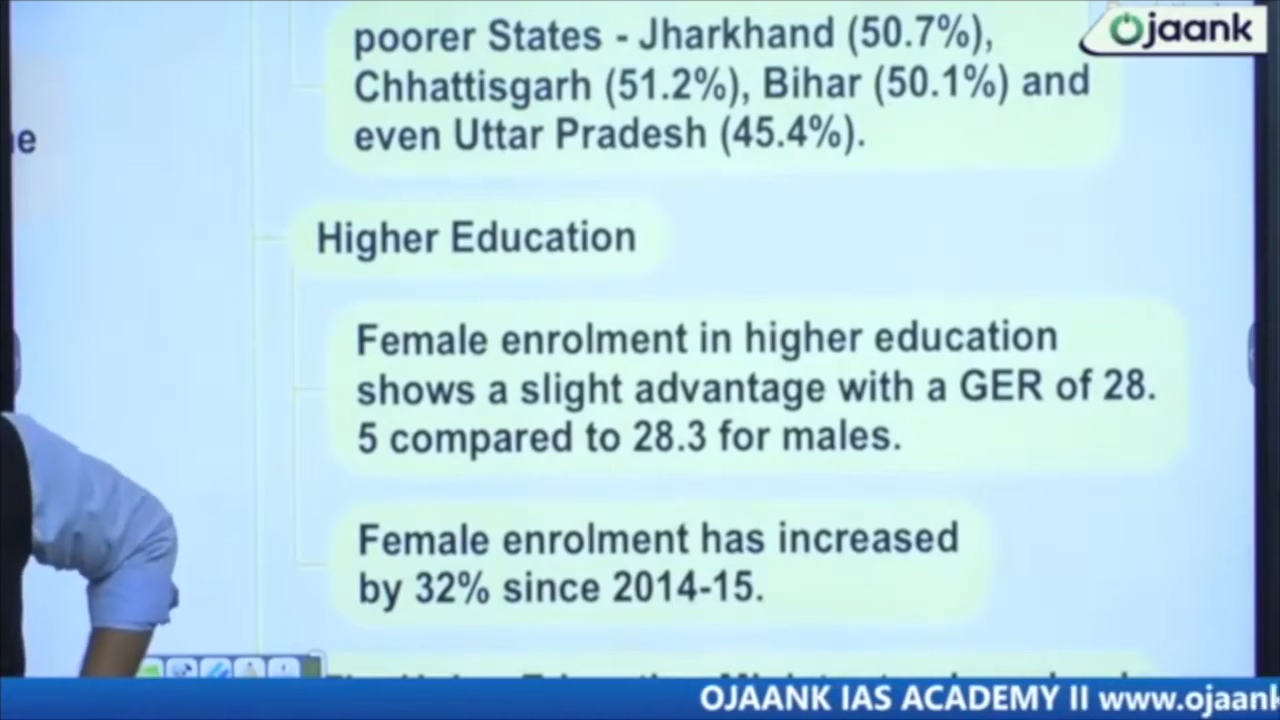 Ojaank
poorer States - Jharkhand (50.7%),
Chhattisgarh (51.2%), Bihar (50.1%) and
even Uttar Pradesh (45.4%).
Higher Education
Female enrolment in higher education
shows a slight advantage with a GER of 28.
5 compared to 28.3 for males.
Female enrolment has increased
by 32% since 2014-15.
OJAANK IAS ACADEMY II www.ojaank